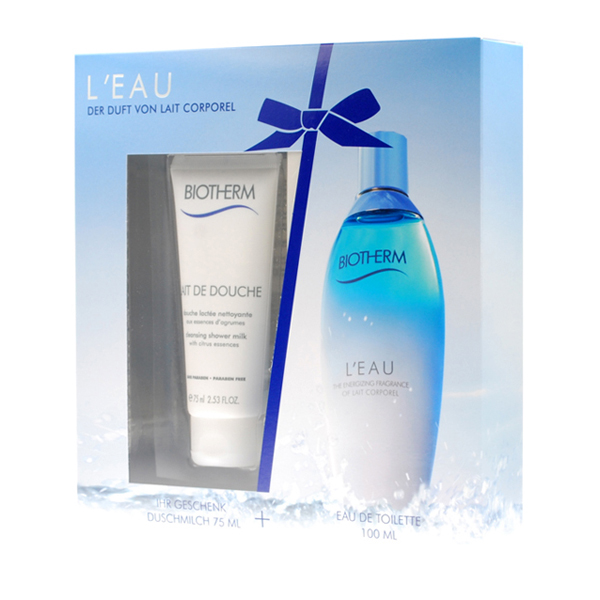 L'EAU
DER DUFT VON LAIT CORPOREL
BIOTHERM
AIT DE DOUCHE
douche lactée nettoyante
aux essences d'agrumes
cleansing shower milk
with citrus essences
PARABEN FREE
75 ml 2.53 FL.OZ.
BIOTHERM
L'EAU
THE ENERGIZING FRAGRANCE
OF LAIT CORPOREL
IHR GESCHENK
DUSCHMILCH 75 ML
+
EAU DE TOILETTE
100 ML